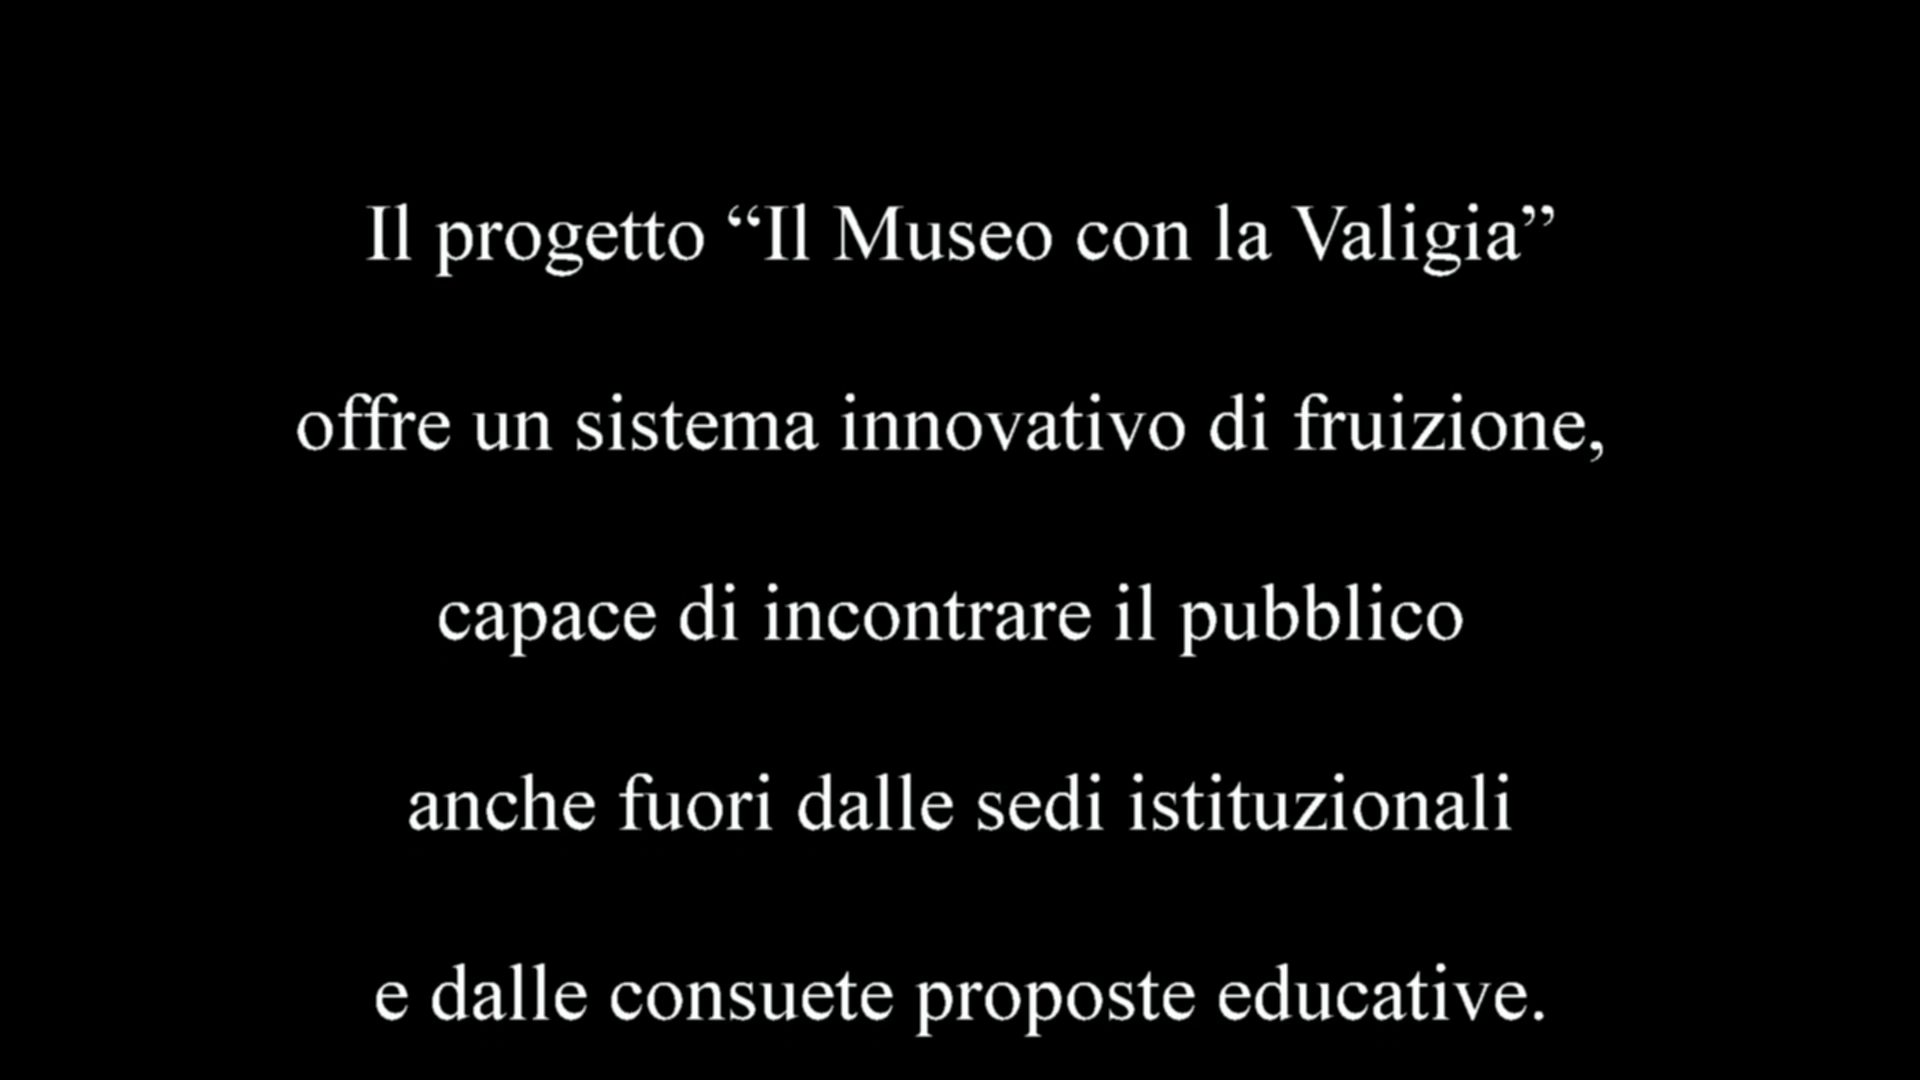 Il progetto “Il Museo con la Valigia”
offre un sistema innovativo di fruizione,
capace di incontrare il pubblico
anche fuori dalle sedi istituzionali
e dalle consuete proposte educative.